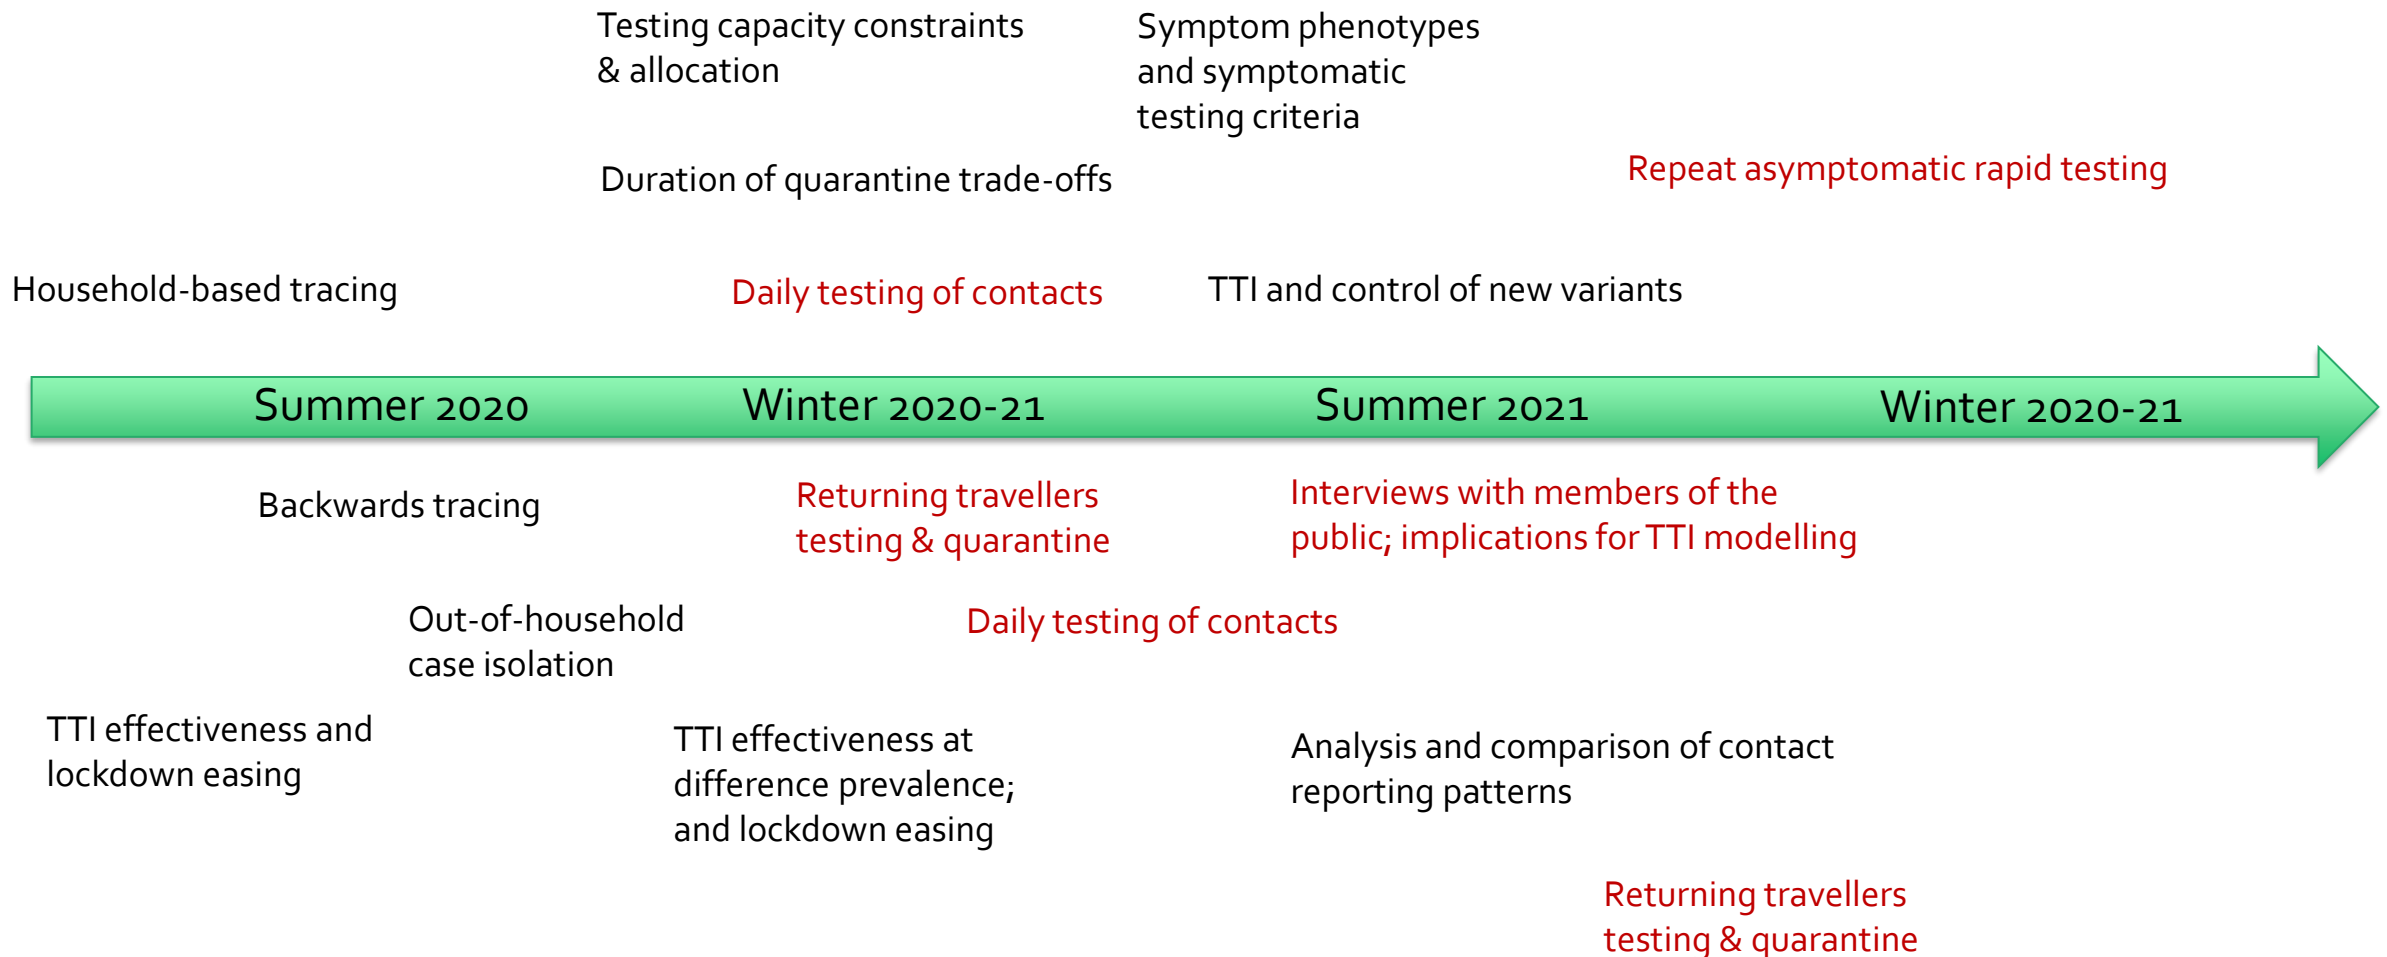 Testing capacity constraints
& allocation
Symptom phenotypes
and symptomatic
testing criteria
Duration of quarantine trade-offs
Repeat asymptomatic rapid testing
Household-based tracing
Daily testing of contacts
TTI and control of new variants
Summer 2020
Winter 2020-21
Summer 2021
Winter 2020-21
Backwards tracing
Returning travellers
testing & quarantine
Interviews with members of the
public; implications for TTI modelling
Out-of-household
case isolation
Daily testing of contacts
TTI effectiveness and
lockdown easing
TTI effectiveness at
difference prevalence;
and lockdown easing
Analysis and comparison of contact
reporting patterns
Returning travellers
testing & quarantine